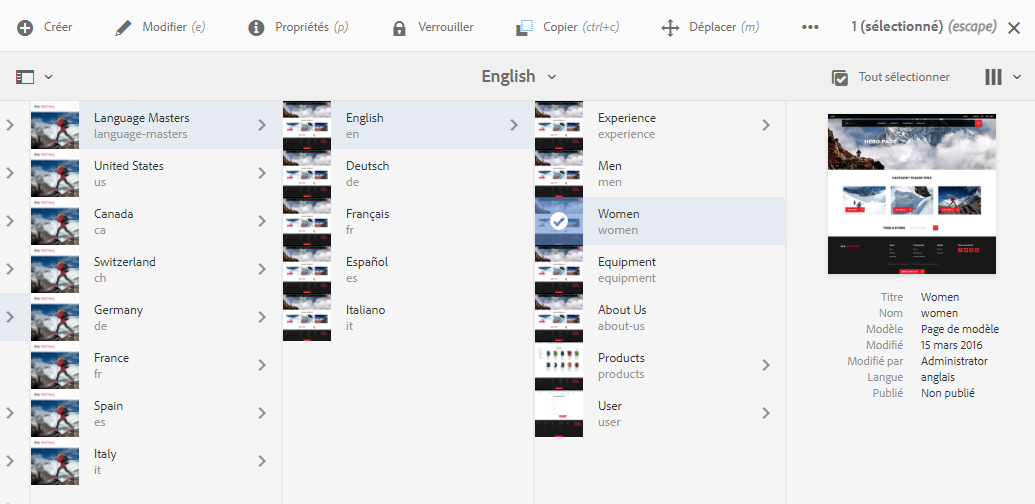 Créer Modifier (e) Propriétés (p) Verrouiller Copier (ctrl+c) Déplacer (m) ••• 1 (sélectionné) (escape)
English Tout sélectionner
Language Masters
language-masters
United States
us
Canada
ca
Switzerland
ch
Germany
de
France
fr
Spain
es
Italy
it
English
en
Deutsch
de
Français
fr
Español
es
Italiano
it
Experience
experience
Men
men
Women
women
Equipment
equipment
About Us
about-us
Products
products
User
user
HERO PAGE
CATEGORY TEASER TITLE
FIND A STORE
Titre Women
Nom women
Modèle Page de modèle
Modifié 15 mars 2016
Modifié par Administrator
Langue anglais
Publié Non publié